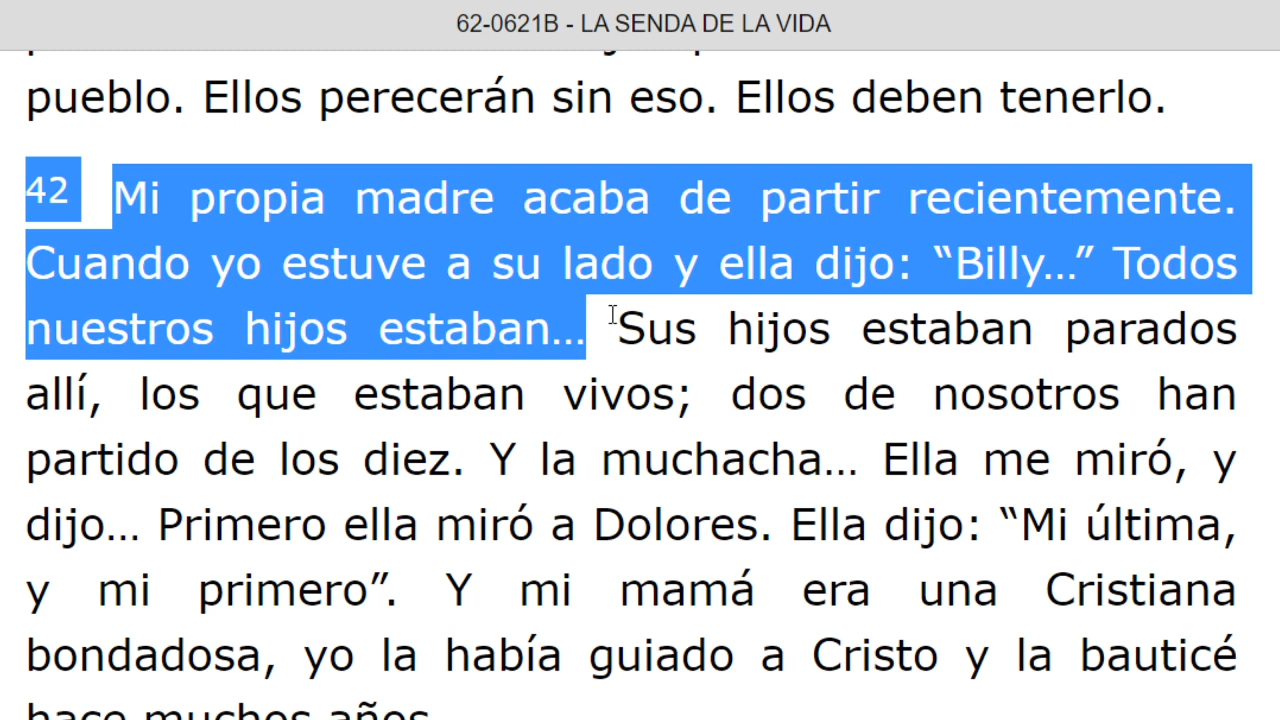 62-0621B - LA SENDA DE LA VIDA
pueblo. Ellos perecerán sin eso. Ellos deben tenerlo.
42 Mi propia madre acaba de partir recientemente.
Cuando yo estuve a su lado y ella dijo: “Billy…” Todos
nuestros hijos estaban… Sus hijos estaban parados
allí, los que estaban vivos; dos de nosotros han
partido de los diez. Y la muchacha… Ella me miró, y
dijo… Primero ella miró a Dolores. Ella dijo: “Mi última,
y mi primero”. Y mi mamá era una Cristiana
bondadosa, yo la había guiado a Cristo y la bauticé
hace muchos años.